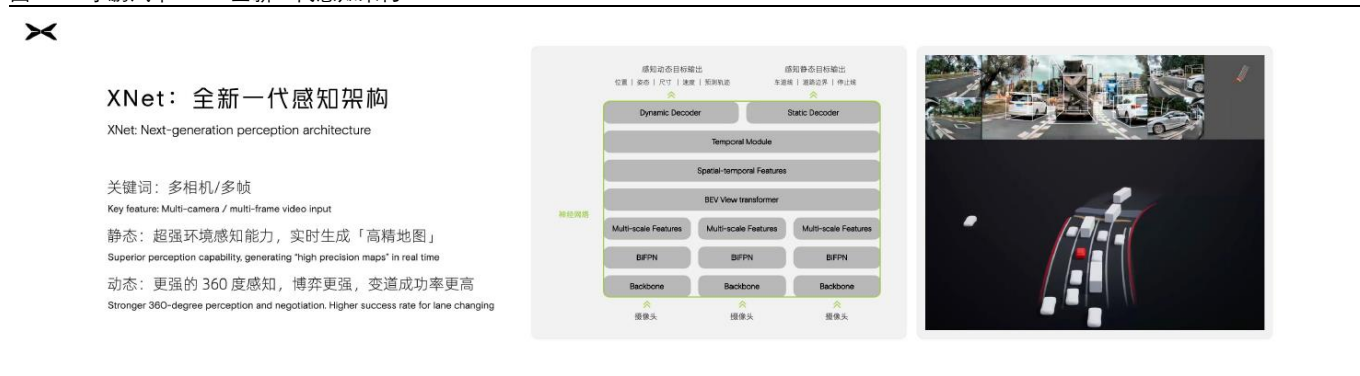 XNet：全新一代感知架构
XNet: Next-generation perception architecture
关键词：多相机/多帧
Key feature: Multi-camera / multi-frame video input
静态：超强环境感知能力，实时生成「高精地图」
Superior perception capability, generating "high precision maps" in real time
动态：更强的 360 度感知，博弈更强，变道成功率更高
Stronger 360-degree perception and negotiation. Higher success rate for lane changing
感知动态目标输出 感知静态目标输出
位置 | 姿态 | 尺寸 | 速度 | 预测轨迹 车道线 | 道路边界 | 停止线
Dynamic Decoder Static Decoder
Temporal Module
Spatial-temporal Features
BEV View transformer
神经网络
Multi-scale Features Multi-scale Features Multi-scale Features
BiFPN BiFPN BiFPN
Backbone Backbone Backbone
摄像头 摄像头 摄像头